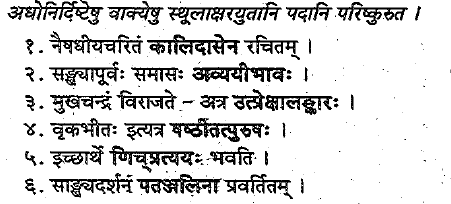 अधोनिर्दिष्टेषु वाक्येषु स्थूलाक्षरयुतानि पदानि परिष्कुरुत ।
१. नैषधीयचरितं कालिदासेन रचितम् ।
२. सङ्ख्यापूर्वः समासः अव्ययीभावः ।
३. मुखचन्द्रं विराजते – अत्र उत्प्रेक्षालङ्कारः ।
४. वृकभीतः इत्यत्र षष्ठीतत्पुरुषः ।
५. इच्छार्थे णिच्प्रत्ययः भवति ।
६. साङ्ख्यदर्शनं पतञ्जलिना प्रवर्तितम् ।